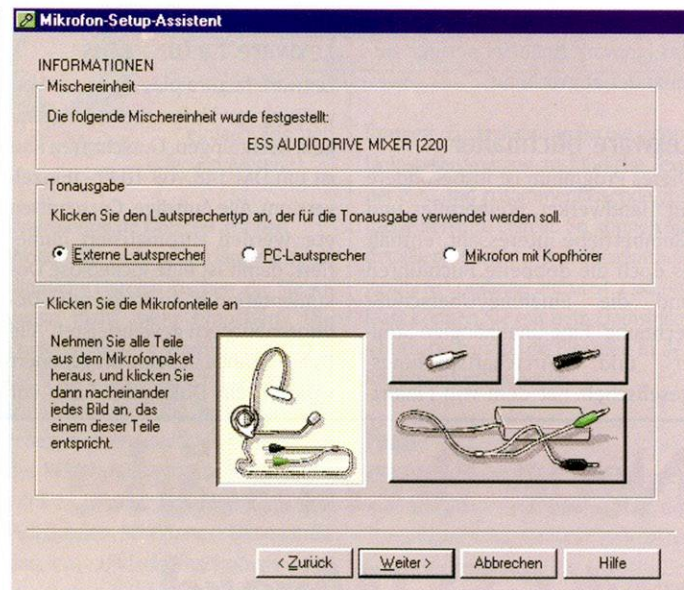 Mikrofon-Setup-Assistent
INFORMATIONEN
Mischereinheit
Die folgende Mischereinheit wurde festgestellt:
ESS AUDIODRIVE MIXER (220)
Tonausgabe
Klicken Sie den Lautsprechertyp an, der für die Tonausgabe verwendet werden soll.
Externe Lautsprecher
PC-Lautsprecher
Mikrofon mit Kopfhörer
Klicken Sie die Mikrofonteile an
Nehmen Sie alle Teile
aus dem Mikrofonpaket
heraus, und klicken Sie
dann nacheinander
jedes Bild an, das
einem dieser Teile
entspricht.
< Zurück
Weiter >
Abbrechen
Hilfe